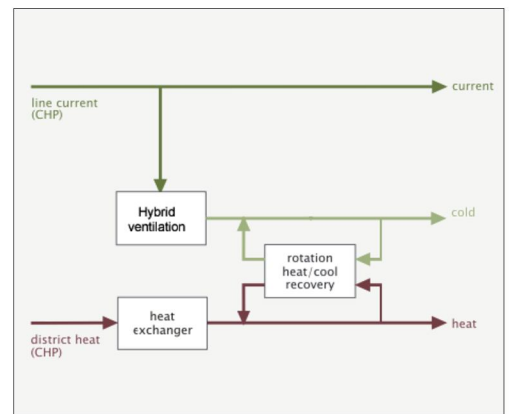 current
line current
(CHP)
Hybrid
ventilation
cold
rotation
heat/cool
recovery
heat
exchanger
heat
district heat
(CHP)